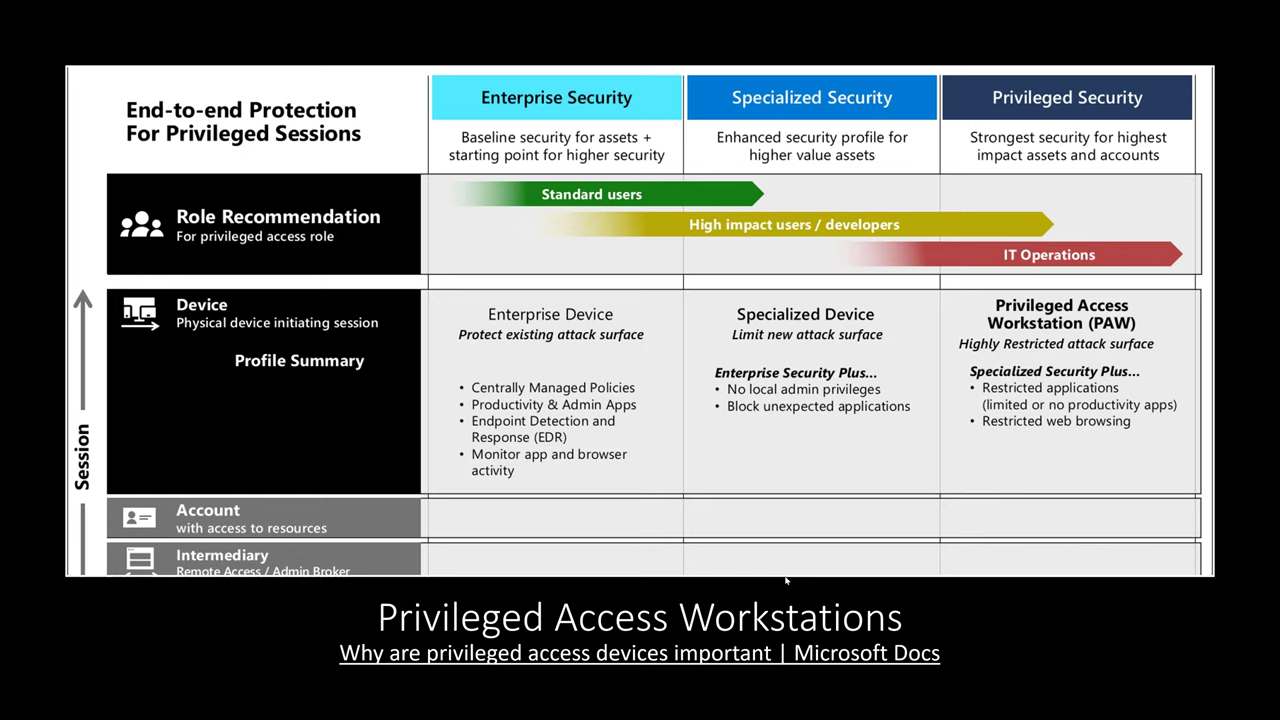 End-to-end Protection
For Privileged Sessions
Enterprise Security
Specialized Security
Privileged Security
Baseline security for assets +
starting point for higher security
Enhanced security profile for
higher value assets
Strongest security for highest
impact assets and accounts
Role Recommendation
For privileged access role
Standard users
High impact users / developers
IT Operations
Session
Device
Physical device initiating session
Profile Summary
Enterprise Device
Protect existing attack surface
• Centrally Managed Policies
• Productivity & Admin Apps
• Endpoint Detection and
Response (EDR)
• Monitor app and browser
activity
Specialized Device
Limit new attack surface
Enterprise Security Plus...
• No local admin privileges
• Block unexpected applications
Privileged Access
Workstation (PAW)
Highly Restricted attack surface
Specialized Security Plus...
• Restricted applications
(limited or no productivity apps)
• Restricted web browsing
Account
with access to resources
Intermediary
Remote Access / Admin Broker
Privileged Access Workstations
Why are privileged access devices important | Microsoft Docs